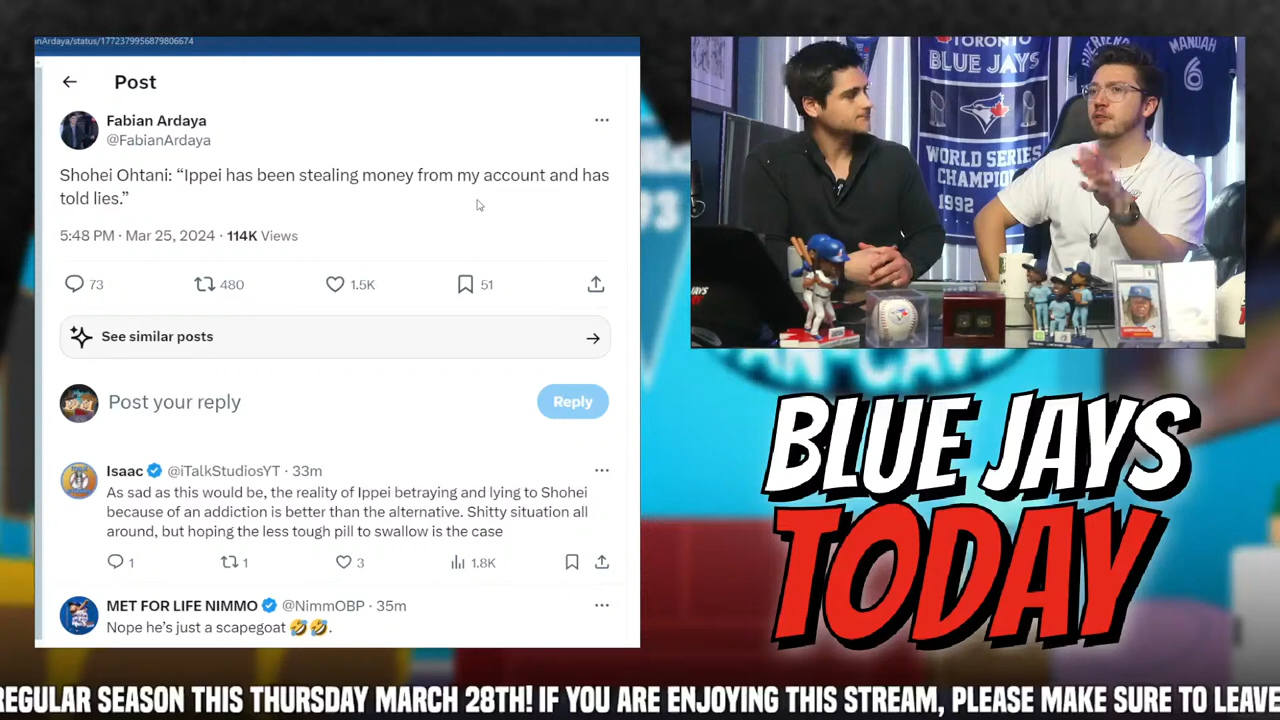 nArdaya/status/1772379956879806674
Post
Fabian Ardaya
@FabianArdaya
Shohei Ohtani: “Ippei has been stealing money from my account and has
told lies.”
5:48 PM · Mar 25, 2024 · 114K Views
73 480 1.5K 51
See similar posts
Post your reply
Reply
Isaac @iTalkStudiosYT · 33m
As sad as this would be, the reality of Ippei betraying and lying to Shohei
because of an addiction is better than the alternative. Shitty situation all
around, but hoping the less tough pill to swallow is the case
1 1 3 1.8K
MET FOR LIFE NIMMO @NimmOBP · 35m
Nope he’s just a scapegoat 🤣🤣.
TORONTO
BLUE JAYS
WORLD SERIES
CHAMPION
1992
GUERRERO
MANOAH
6
BLUE JAYS
TODAY
REGULAR SEASON THIS THURSDAY MARCH 28TH! IF YOU ARE ENJOYING THIS STREAM, PLEASE MAKE SURE TO LEAVE